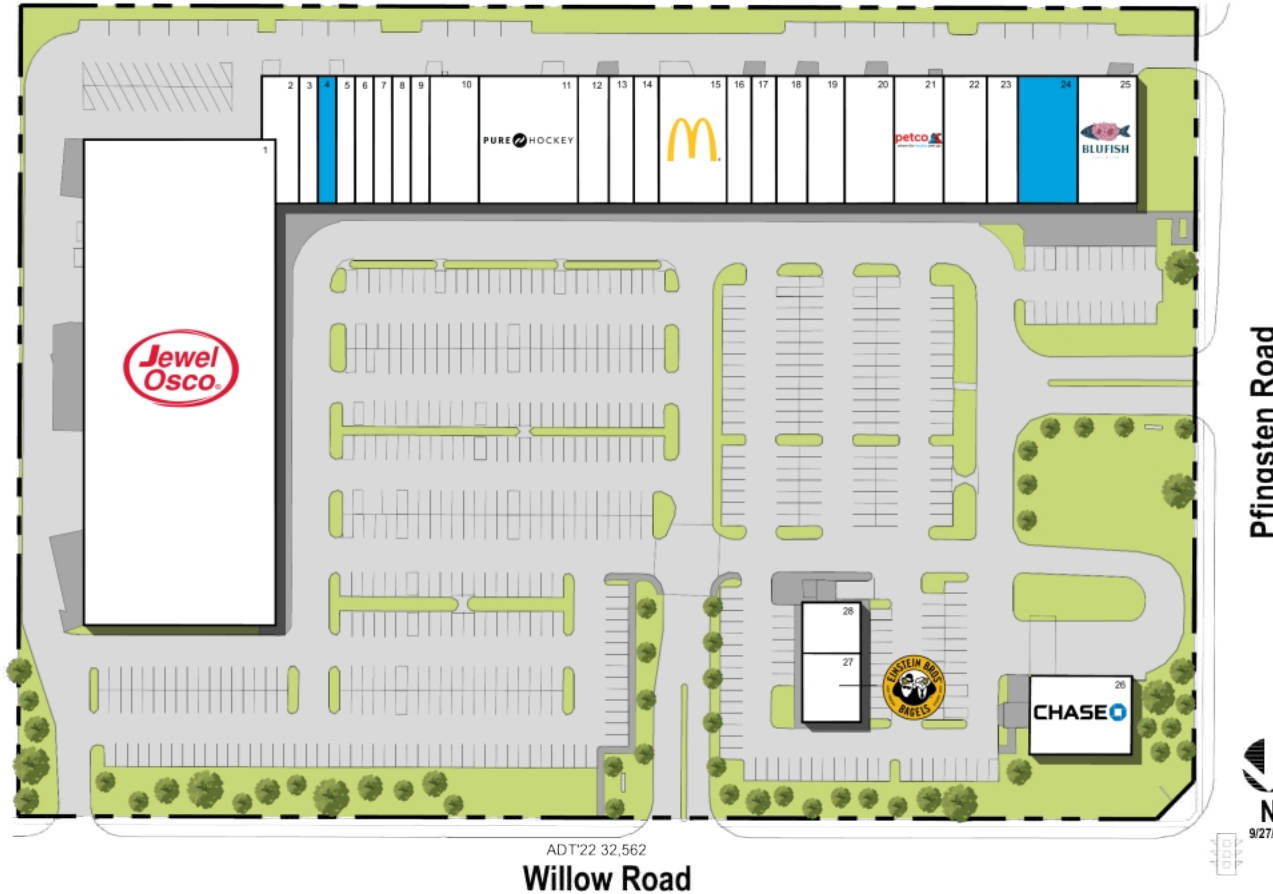 2 3 4 5 6 7 8 9 10 11 12 13 14 15 16 17 18 19 20 21 22 23 24 25
PURE HOCKEY
petco
BLUFISH
1
Jewel
Osco
Pfingsten Road
28
27
EINSTEIN BROS
BAGELS
26
CHASE
N
9/27/
ADT'22 32,562
Willow Road